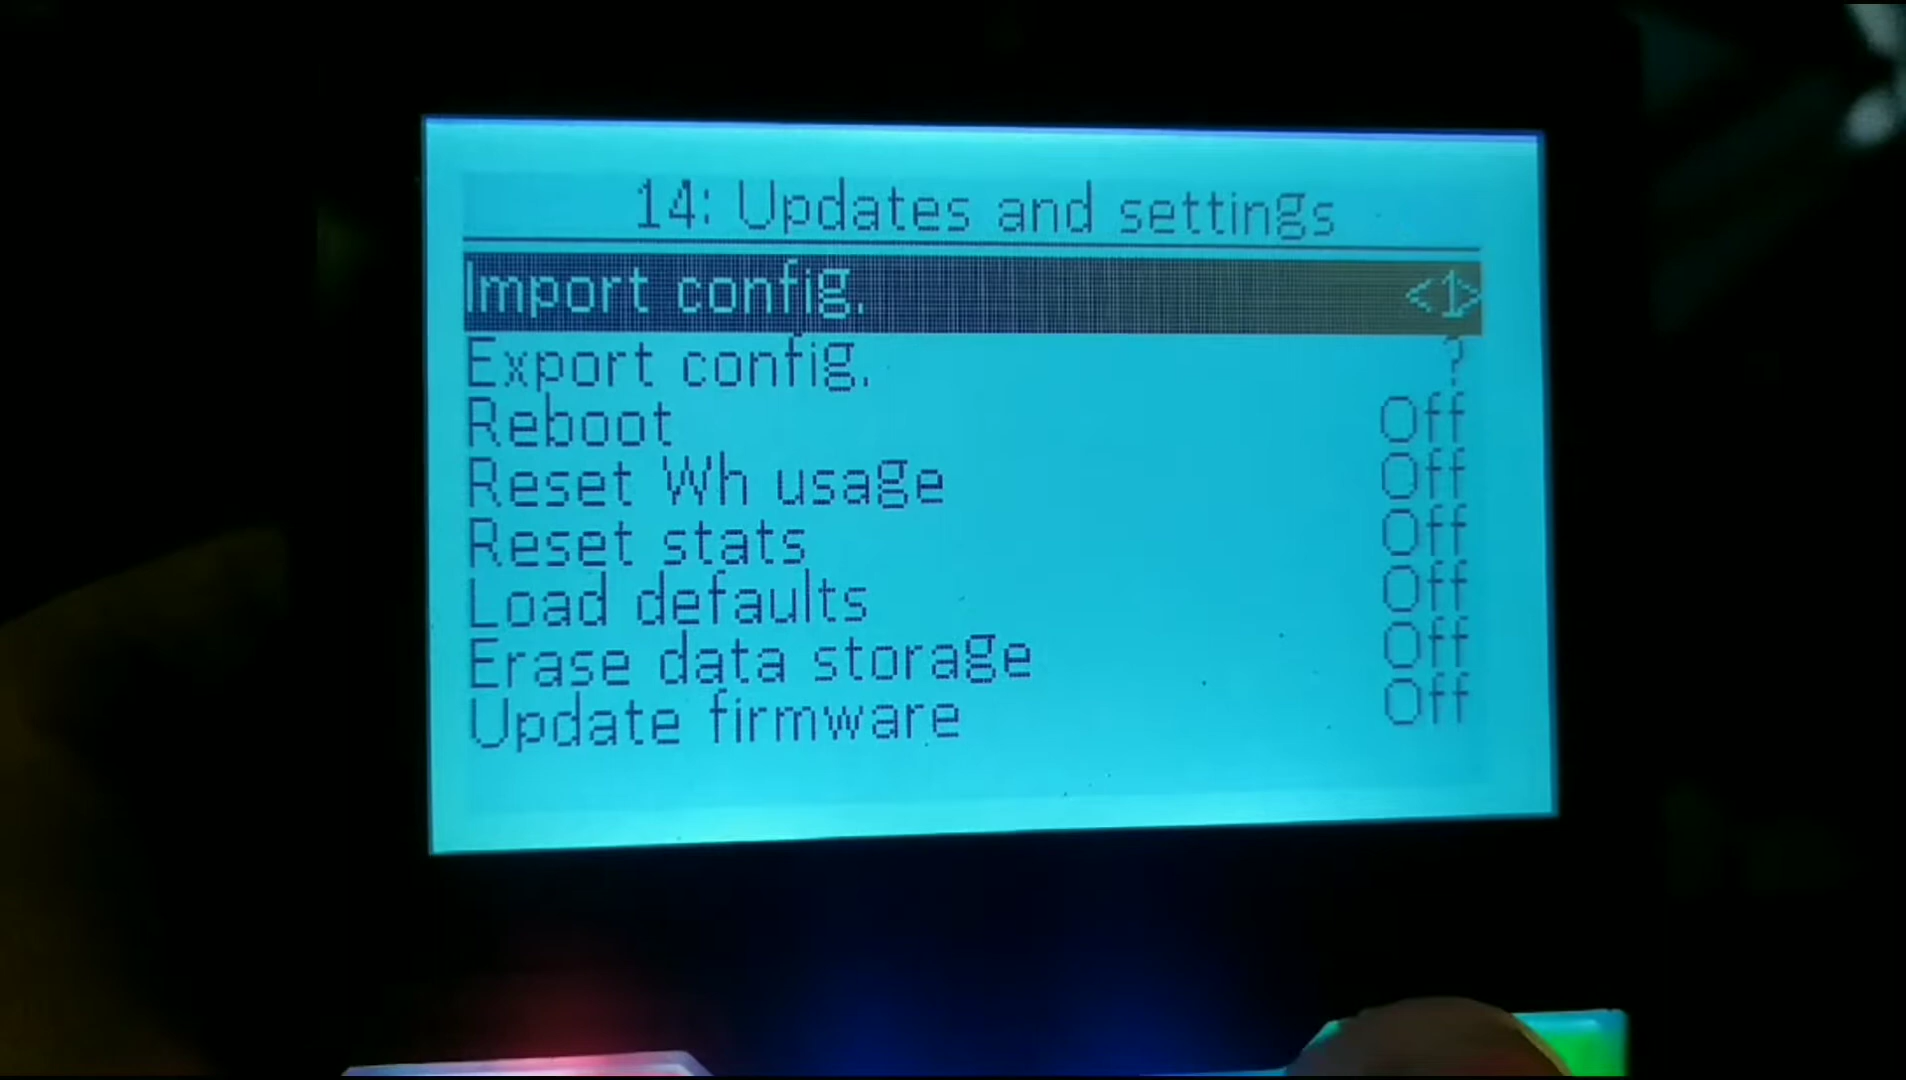 14: Updates and settings
Import config. <1>
Export config. ?
Reboot Off
Reset Wh usage Off
Reset stats Off
Load defaults Off
Erase data storage Off
Update firmware Off